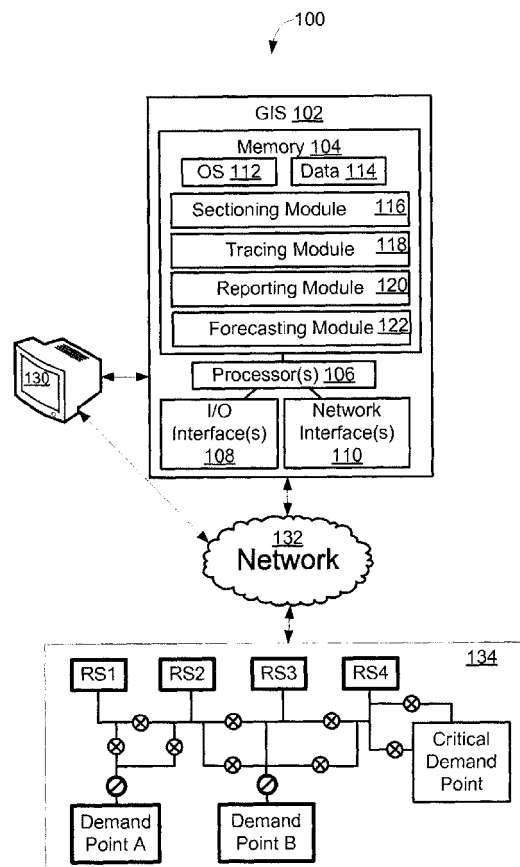 100
GIS 102
Memory 104
OS 112 Data 114
Sectioning Module 116
Tracing Module 118
Reporting Module 120
Forecasting Module 122
130
Processor(s) 106
I/O Interface(s) 108
Network Interface(s) 110
132
Network
134
RS1 RS2 RS3 RS4
Critical Demand Point
Demand Point A
Demand Point B